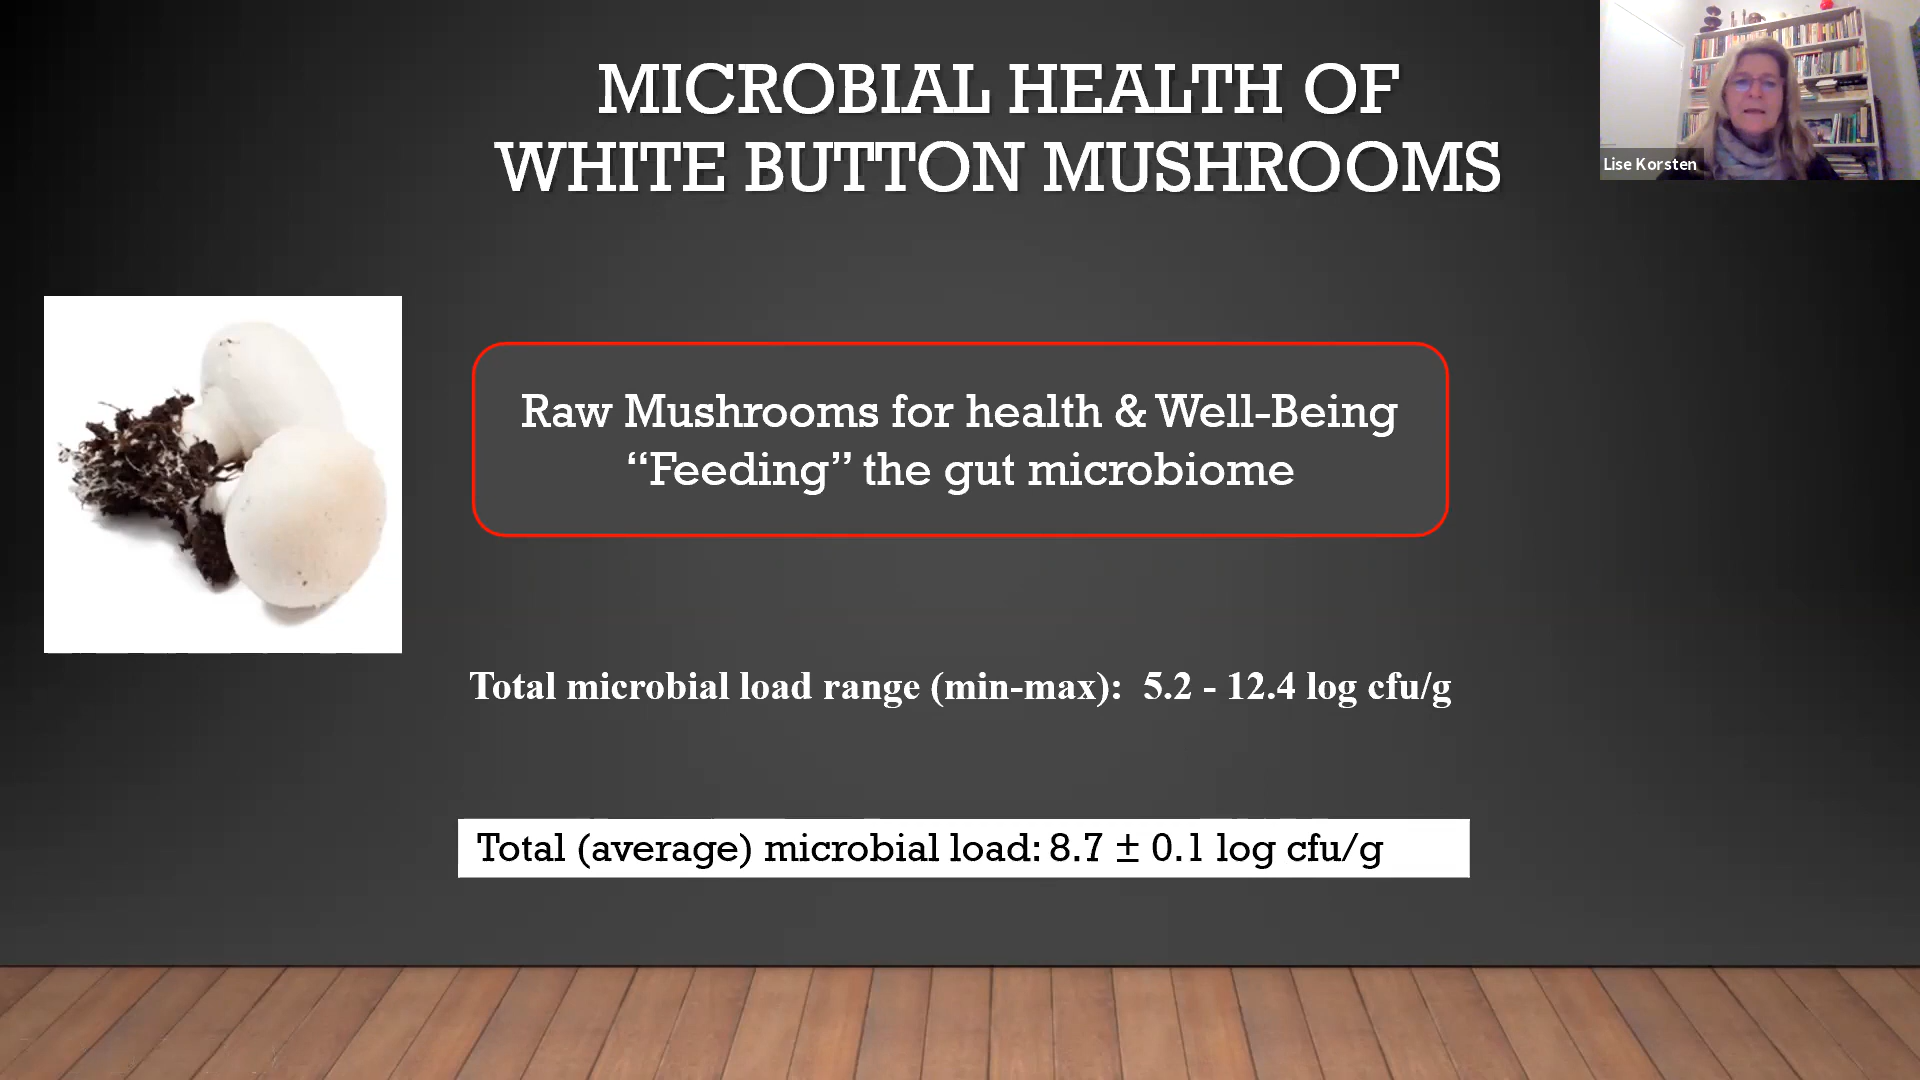 MICROBIAL HEALTH OF
WHITE BUTTON MUSHROOMS
Lise Korsten
Raw Mushrooms for health & Well-Being
“Feeding” the gut microbiome
Total microbial load range (min-max): 5.2 - 12.4 log cfu/g
Total (average) microbial load: 8.7 ± 0.1 log cfu/g